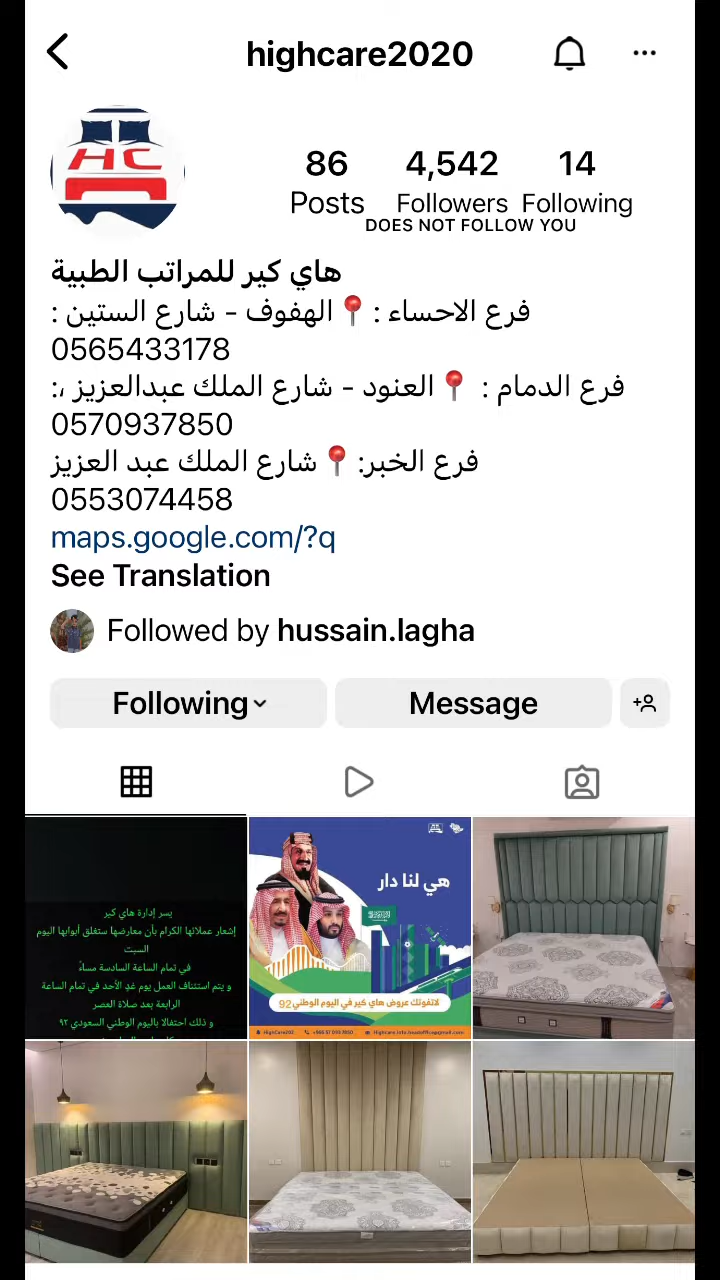 highcare2020
HC
86
4,542
14
Posts
Followers
Following
DOES NOT FOLLOW YOU
هاي كير للمراتب الطبية
فرع الاحساء : 📍الهفوف - شارع الستين :
0565433178
فرع الدمام : 📍 العنود - شارع الملك عبدالعزيز ،:
0570937850
فرع الخبر: 📍شارع الملك عبد العزيز
0553074458
maps.google.com/?q
See Translation
Followed by hussain.lagha
Following
Message
يسر إدارة هاي كير
إشعار عملائها الكرام بأن معارضها ستغلق أبوابها اليوم
السبت
في تمام الساعة السادسة مساءً
و يتم استئناف العمل يوم غدٍ الأحد في تمام الساعة
الرابعة بعد صلاة العصر
و ذلك احتفالا باليوم الوطني السعودي ٩٢
هي لنا دار
لاتفوتك عروض هاي كير في اليوم الوطني 92